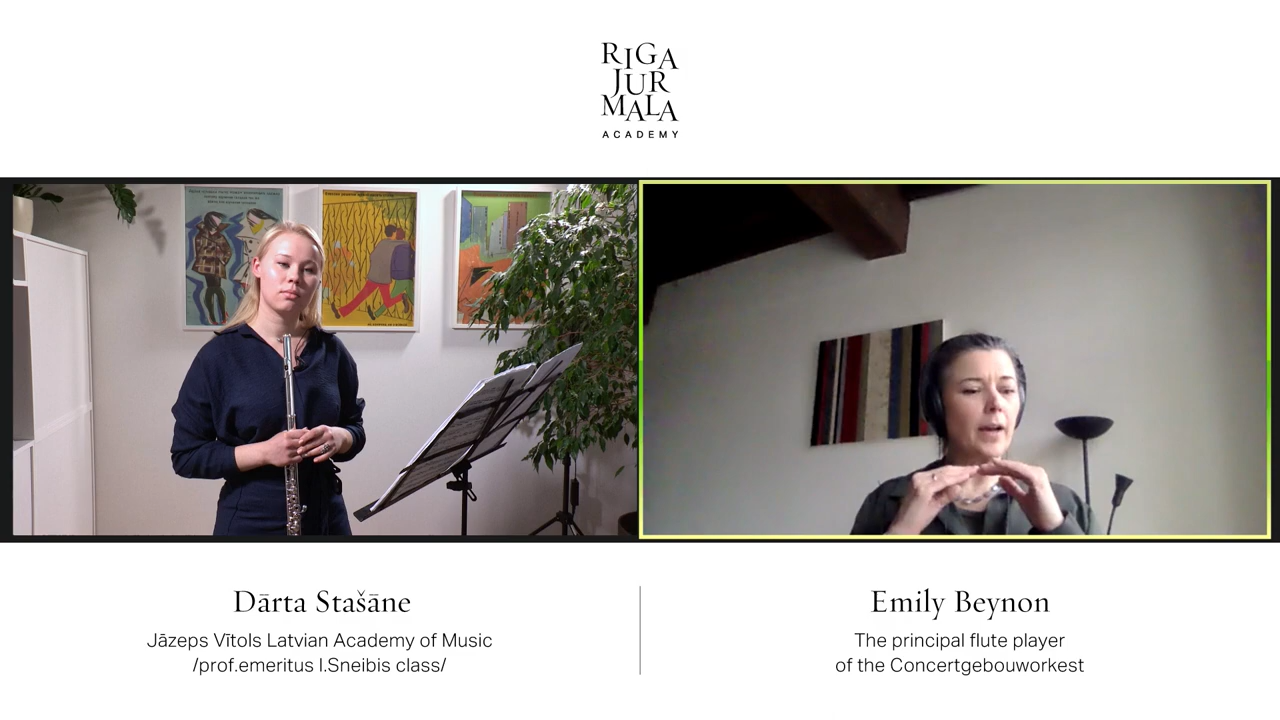 RIGA
JUR
MALA
ACADEMY
Dārta Stašāne
Jāzeps Vītols Latvian Academy of Music
/prof.emeritus I.Sneibis class/
Emily Beynon
The principal flute player
of the Concertgebouworkest